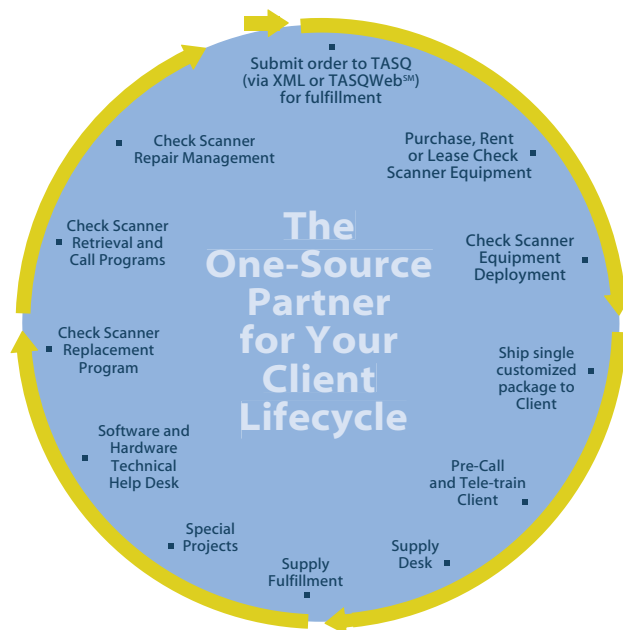 Submit order to TASQ
(via XML or TASQWeb℠)
for fulfillment
Purchase, Rent
or Lease Check
Scanner Equipment
Check Scanner
Equipment
Deployment
Ship single
customized
package to
Client
Pre-Call
and Tele-train
Client
Supply
Desk
Supply
Fulfillment
Special
Projects
Software and
Hardware
Technical
Help Desk
Check Scanner
Replacement
Program
Check Scanner
Retrieval and
Call Programs
Check Scanner
Repair Management
The
One-Source
Partner
for Your
Client
Lifecycle